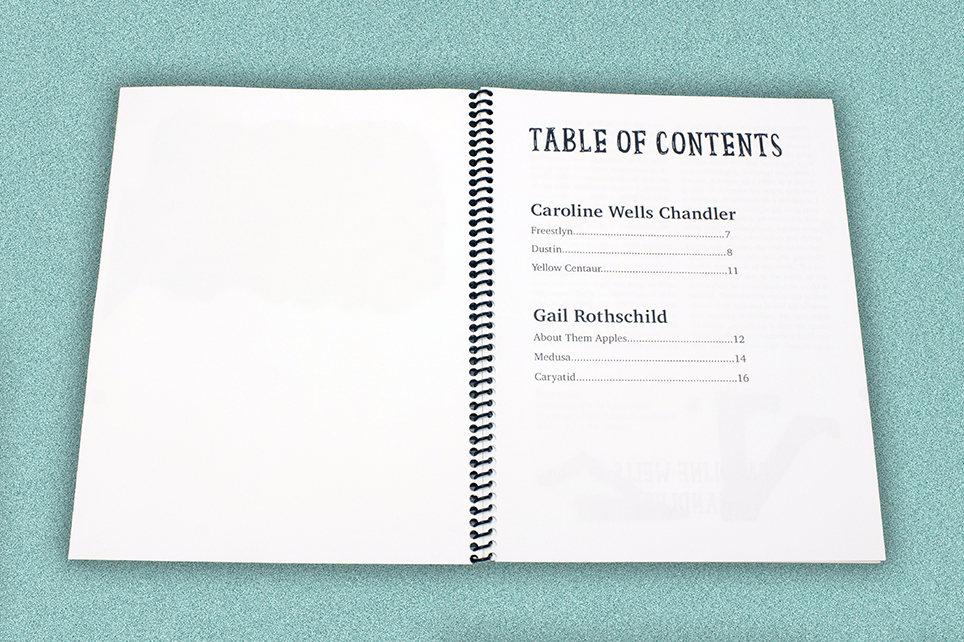 TABLE OF CONTENTS
Caroline Wells Chandler
Freestlyn..........................................................7
Dustin...............................................................8
Yellow Centaur................................................11
Gail Rothschild
About Them Apples........................................12
Medusa..............................................................14
Caryatid............................................................16